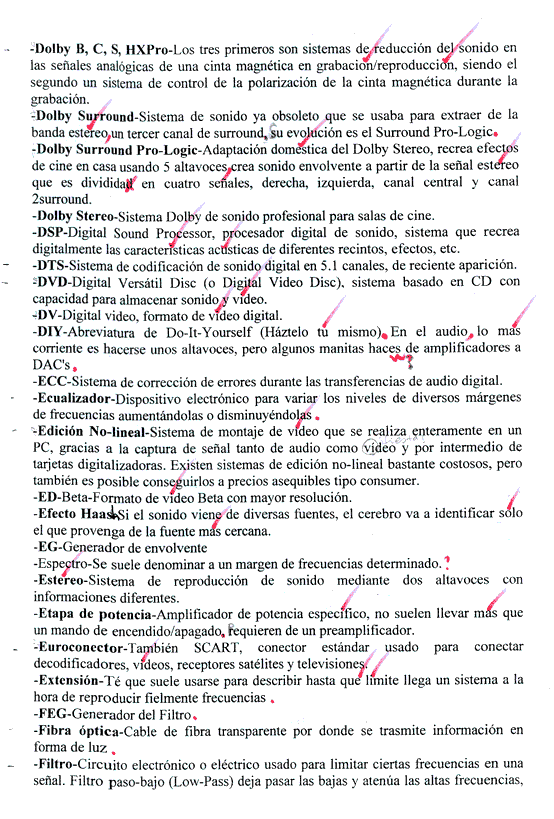 -Dolby B, C, S, HXPro-Los tres primeros son sistemas de reducción del sonido en
las señales analógicas de una cinta magnética en grabación/reproducción, siendo el
segundo un sistema de control de la polarización de la cinta magnética durante la
grabación.
-Dolby Surround-Sistema de sonido ya obsoleto que se usaba para extraer de la
banda estéreo, un tercer canal de surround, Su evolución es el Surround Pro-Logic.
-Dolby Surround Pro-Logic-Adaptación doméstica del Dolby Stereo, recrea efectos
de cine en casa usando 5 altavoces, crea sonido envolvente a partir de la señal estéreo
que es divididad en cuatro señales, derecha, izquierda, canal central y canal
2surround.
-Dolby Stereo-Sistema Dolby de sonido profesional para salas de cine.
-DSP-Digital Sound Processor, procesador digital de sonido, sistema que recrea
digitalmente las características acústicas de diferentes recintos, efectos, etc.
-DTS-Sistema de codificación de sonido digital en 5.1 canales, de reciente aparición.
-DVD-Digital Versátil Disc (o Digital Video Disc), sistema basado en CD con
capacidad para almacenar sonido y vídeo.
-DV-Digital video, formato de vídeo digital.
-DIY-Abreviatura de Do-It-Yourself (Háztelo tú mismo). En el audio, lo más
corriente es hacerse unos altavoces, pero algunos manitas haces de amplificadores a
DAC's.
?
-ECC-Sistema de corrección de errores durante las transferencias de audio digital.
-Ecualizador-Dispositivo electrónico para variar los niveles de diversos márgenes
de frecuencias aumentándolas o disminuyéndolas.
-Edición No-lineal-Sistema de montaje de vídeo que se realiza enteramente en un
PC, gracias a la captura de señal tanto de audio como vídeo y por intermedio de
tarjetas digitalizadoras. Existen sistemas de edición no-lineal bastante costosos, pero
también es posible conseguirlos a precios asequibles tipo consumer.
-ED-Beta-Formato de vídeo Beta con mayor resolución.
-Efecto Haas-Si el sonido viene de diversas fuentes, el cerebro va a identificar sólo
el que provenga de la fuente más cercana.
-EG-Generador de envolvente
-Espectro-Se suele denominar a un margen de frecuencias determinado. ?
-Estéreo-Sistema de reproducción de sonido mediante dos altavoces con
informaciones diferentes.
-Etapa de potencia-Amplificador de potencia específico, no suelen llevar más que
un mando de encendido/apagado. Requieren de un preamplificador.
-Euroconector-También SCART, conector estándar usado para conectar
decodificadores, vídeos, receptores satélites y televisiones.
-Extensión-Té que suele usarse para describir hasta qué límite llega un sistema a la
hora de reproducir fielmente frecuencias .
-FEG-Generador del Filtro.
-Fibra óptica-Cable de fibra transparente por donde se trasmite información en
forma de luz .
-Filtro-Circuito electrónico o eléctrico usado para limitar ciertas frecuencias en una
señal. Filtro paso-bajo (Low-Pass) deja pasar las bajas y atenúa las altas frecuencias,